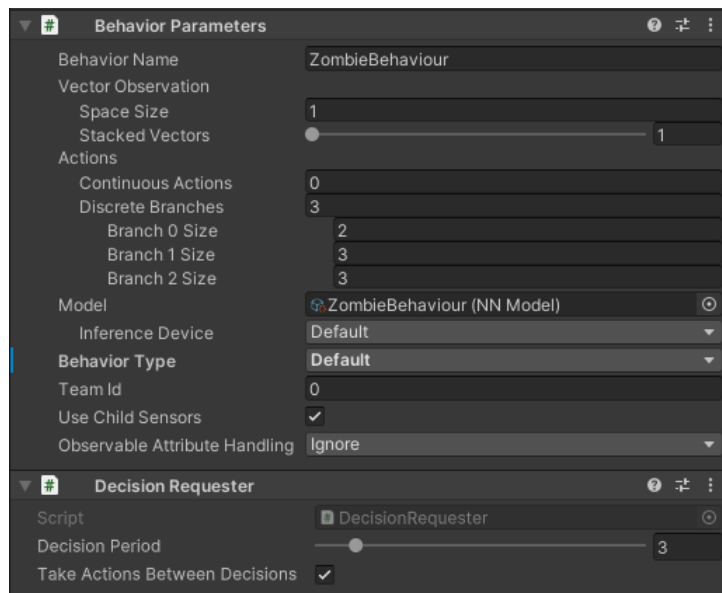 # Behavior Parameters
Behavior Name ZombieBehaviour
Vector Observation
Space Size 1
Stacked Vectors 1
Actions
Continuous Actions 0
Discrete Branches 3
Branch 0 Size 2
Branch 1 Size 3
Branch 2 Size 3
Model ZombieBehaviour (NN Model)
Inference Device Default
Behavior Type Default
Team Id 0
Use Child Sensors
Observable Attribute Handling Ignore
# Decision Requester
Script DecisionRequester
Decision Period 3
Take Actions Between Decisions